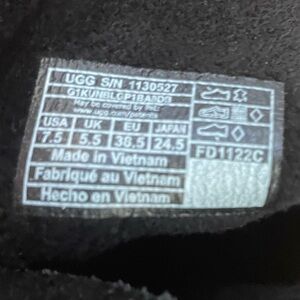 UGG S/N 1130527
May be covered by IPR:
www.ugg.com/patents
USA UK EU JAPAN
7.5 5.5 38.5 24.5
FD1122C
Made in Vietnam
Fabriqué au Vietnam
Hecho en Vietnam